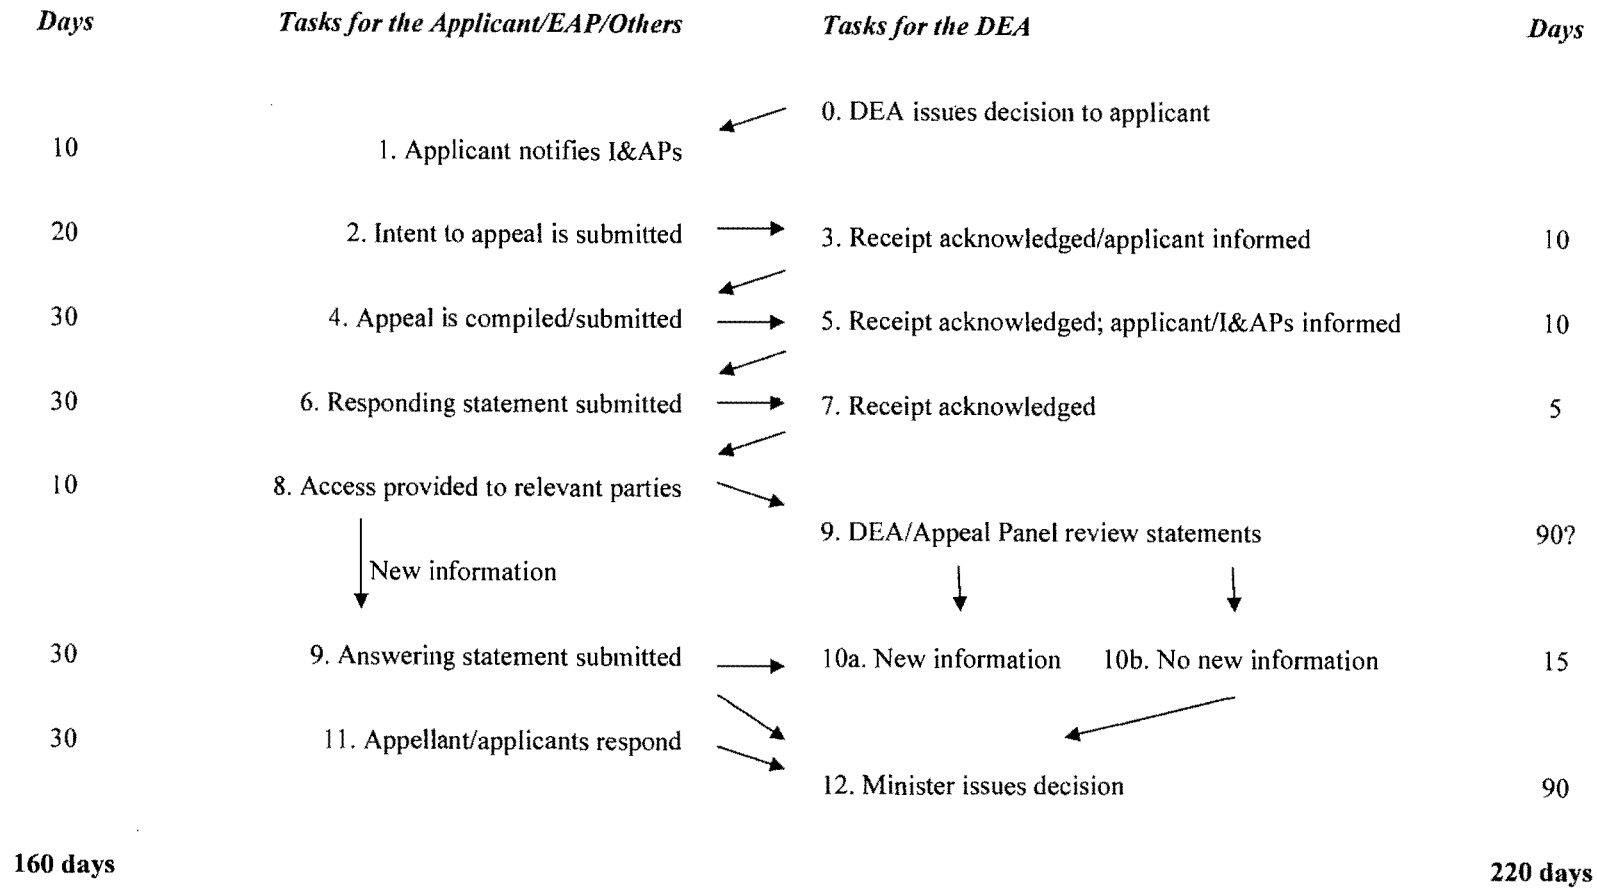 Days Tasks for the Applicant/EAP/Others Tasks for the DEA Days
0. DEA issues decision to applicant
10 1. Applicant notifies I&APs
20 2. Intent to appeal is submitted 3. Receipt acknowledged/applicant informed 10
30 4. Appeal is compiled/submitted 5. Receipt acknowledged; applicant/I&APs informed 10
30 6. Responding statement submitted 7. Receipt acknowledged 5
10 8. Access provided to relevant parties
9. DEA/Appeal Panel review statements 90?
New information
30 9. Answering statement submitted 10a. New information 10b. No new information 15
30 11. Appellant/applicants respond
12. Minister issues decision 90
160 days 220 days